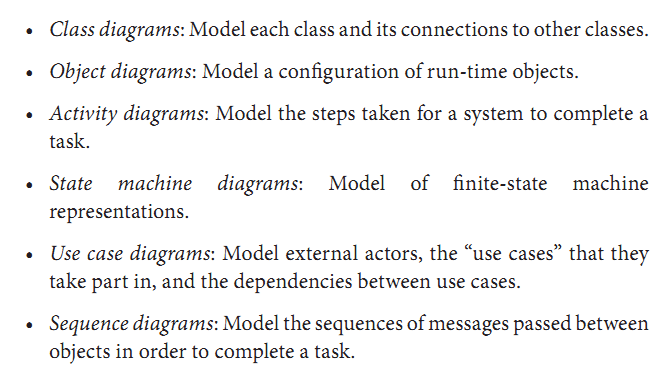 • Class diagrams: Model each class and its connections to other classes.
• Object diagrams: Model a configuration of run-time objects.
• Activity diagrams: Model the steps taken for a system to complete a
task.
• State machine diagrams: Model of finite-state machine
representations.
• Use case diagrams: Model external actors, the “use cases” that they
take part in, and the dependencies between use cases.
• Sequence diagrams: Model the sequences of messages passed between
objects in order to complete a task.